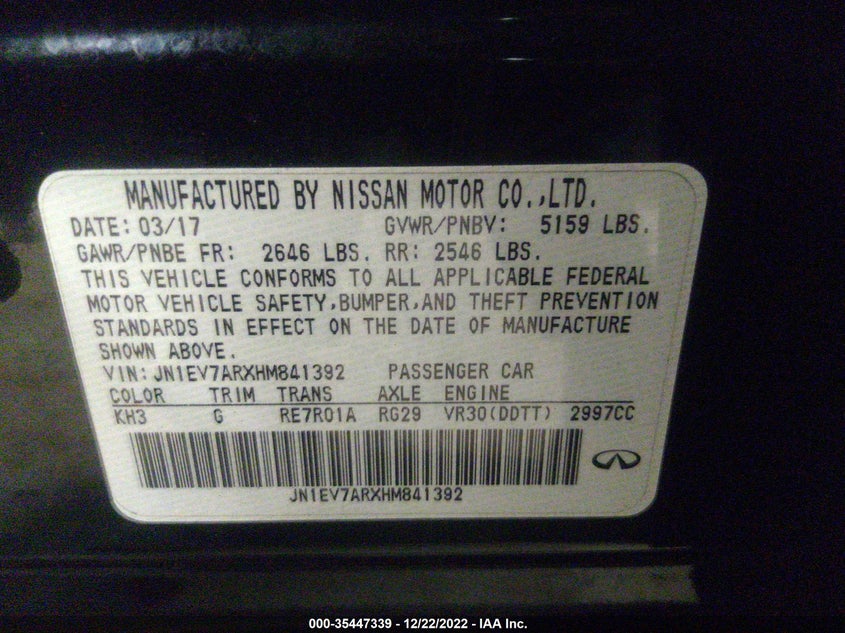 MANUFACTURED BY NISSAN MOTOR CO.,LTD.
DATE: 03/17 GVWR/PNBV: 5159 LBS.
GAWR/PNBE FR: 2646 LBS. RR: 2546 LBS.
THIS VEHICLE CONFORMS TO ALL APPLICABLE FEDERAL
MOTOR VEHICLE SAFETY,BUMPER,AND THEFT PREVENTION
STANDARDS IN EFFECT ON THE DATE OF MANUFACTURE
SHOWN ABOVE.
VIN: JN1EV7ARXHM841392 PASSENGER CAR
COLOR TRIM TRANS AXLE ENGINE
KH3 G RE7R01A RG29 VR30(DDTT) 2997CC
JN1EV7ARXHM841392
000-35447339 - 12/22/2022 - IAA Inc.